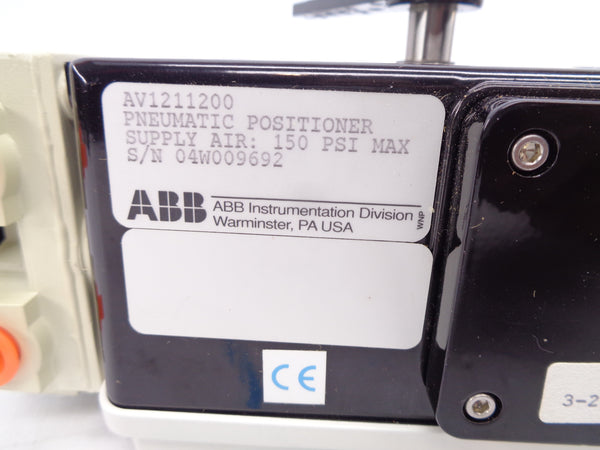 AV1211200
PNEUMATIC POSITIONER
SUPPLY AIR: 150 PSI MAX
S/N 04W009692
ABB ABB Instrumentation Division
Warminster, PA USA
WNP
CE
3-2